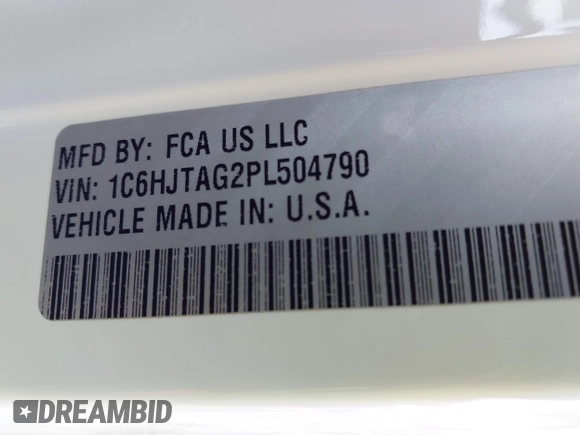 MFD BY: FCA US LLC
VIN: 1C6HJTAG2PL504790
VEHICLE MADE IN: U.S.A.
DREAMBID